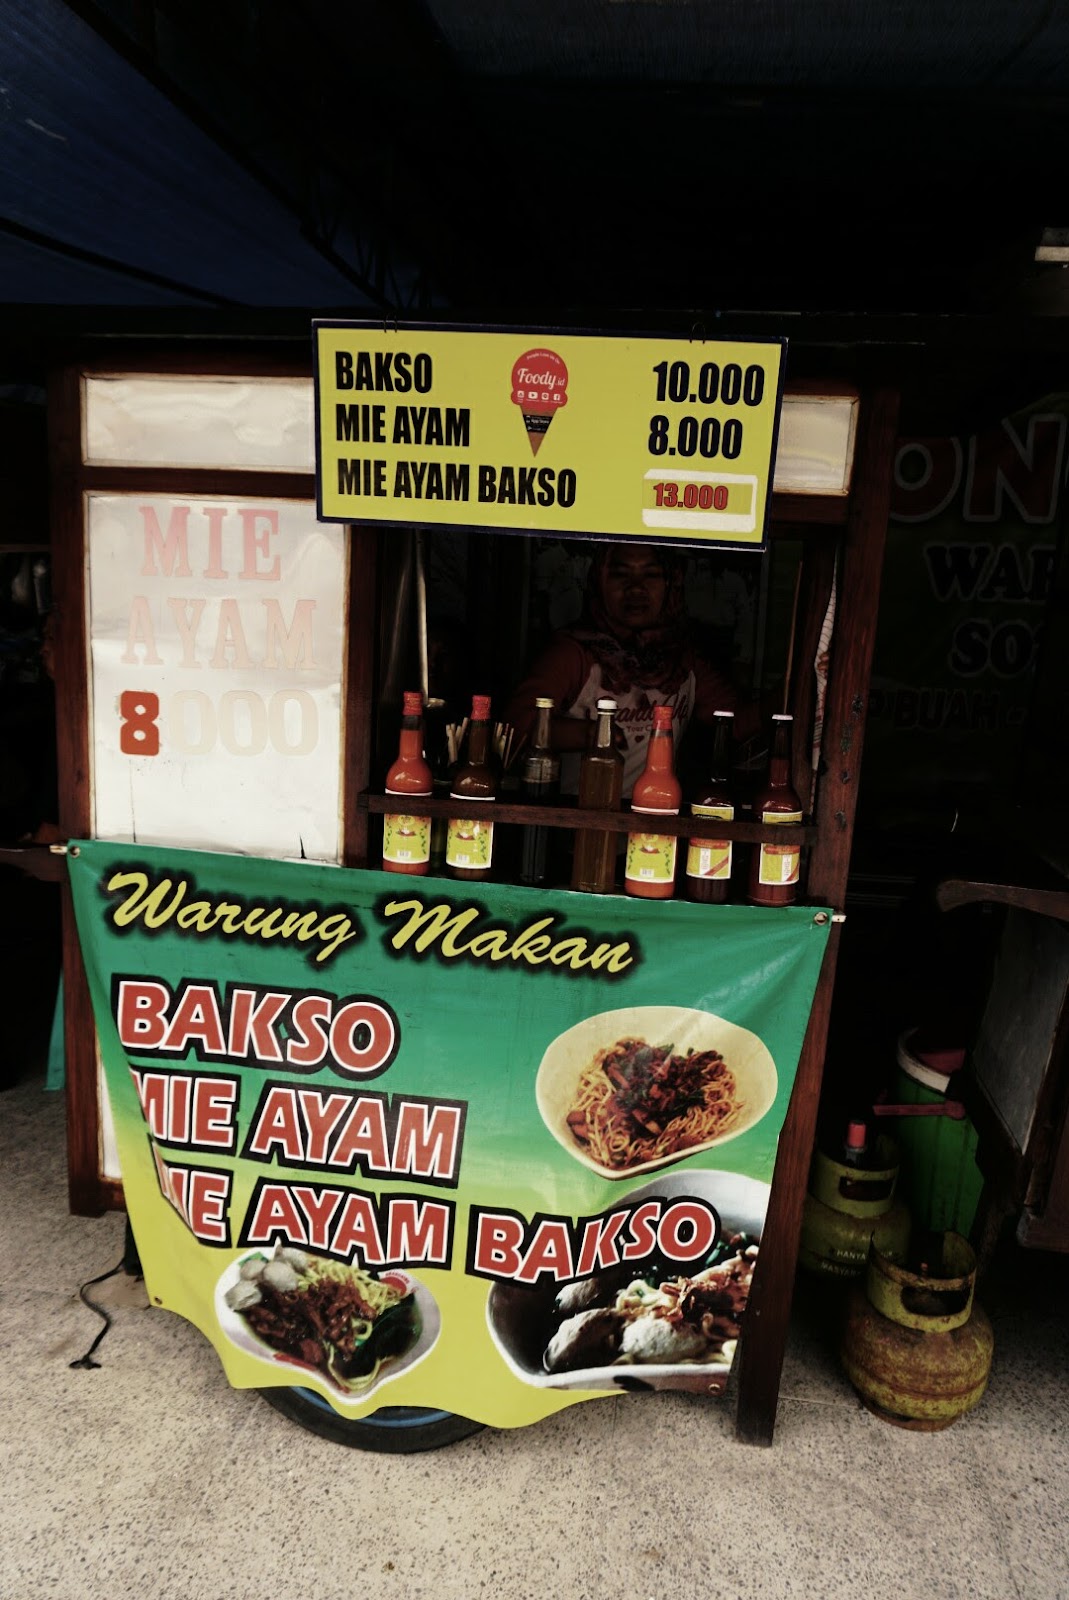 BAKSO 10.000
MIE AYAM 8.000
MIE AYAM BAKSO 13.000
Foody.id
MIE
AYAM
8000
Warung Makan
BAKSO
MIE AYAM
MIE AYAM BAKSO
HANYA